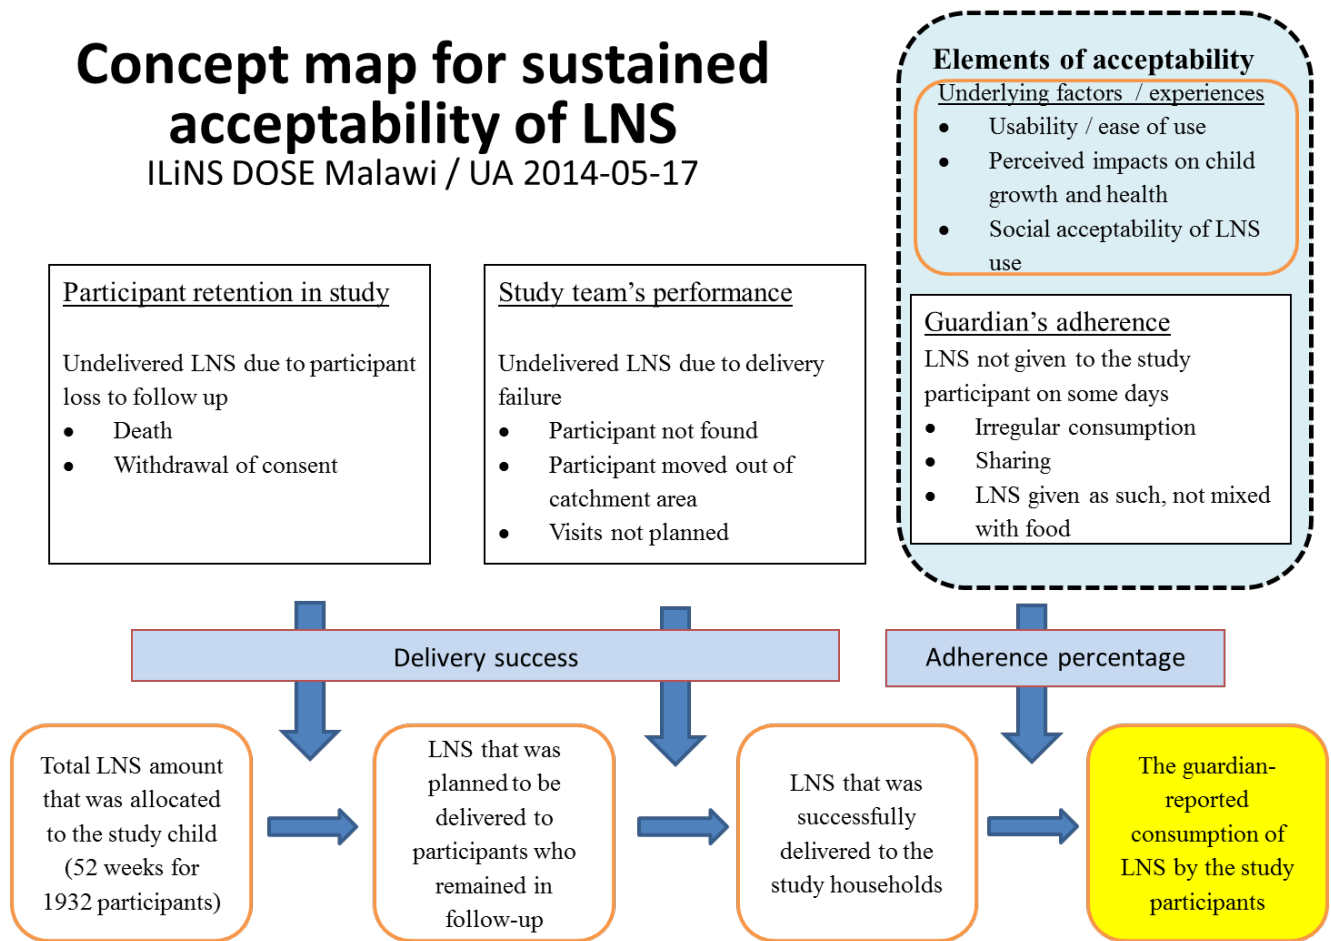 Concept map for sustained
acceptability of LNS
ILiNS DOSE Malawi / UA 2014-05-17
Elements of acceptability
Underlying factors / experiences
● Usability / ease of use
● Perceived impacts on child
growth and health
● Social acceptability of LNS
use
Participant retention in study
Undelivered LNS due to participant
loss to follow up
● Death
● Withdrawal of consent
Study team's performance
Undelivered LNS due to delivery
failure
● Participant not found
● Participant moved out of
catchment area
● Visits not planned
Guardian's adherence
LNS not given to the study
participant on some days
● Irregular consumption
● Sharing
● LNS given as such, not mixed
with food
Delivery success
Adherence percentage
Total LNS amount
that was allocated
to the study child
(52 weeks for
1932 participants)
LNS that was
planned to be
delivered to
participants who
remained in
follow-up
LNS that was
successfully
delivered to the
study households
The guardian-
reported
consumption of
LNS by the study
participants